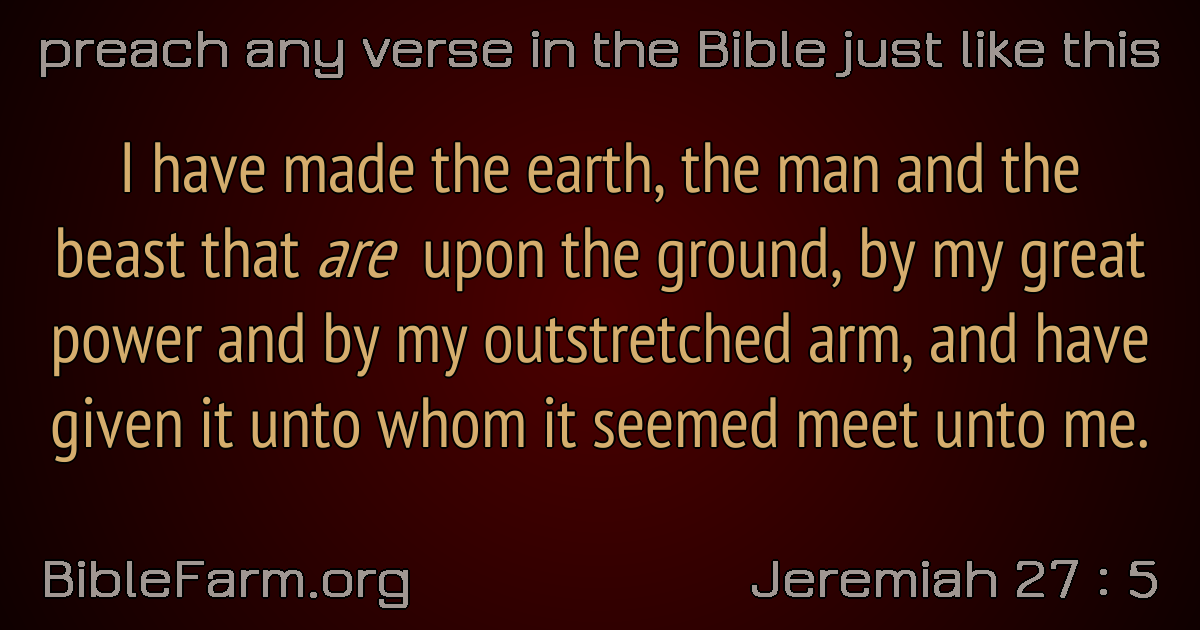 preach any verse in the Bible just like this
I have made the earth, the man and the
beast that are upon the ground, by my great
power and by my outstretched arm, and have
given it unto whom it seemed meet unto me.
BibleFarm.org
Jeremiah 27 : 5